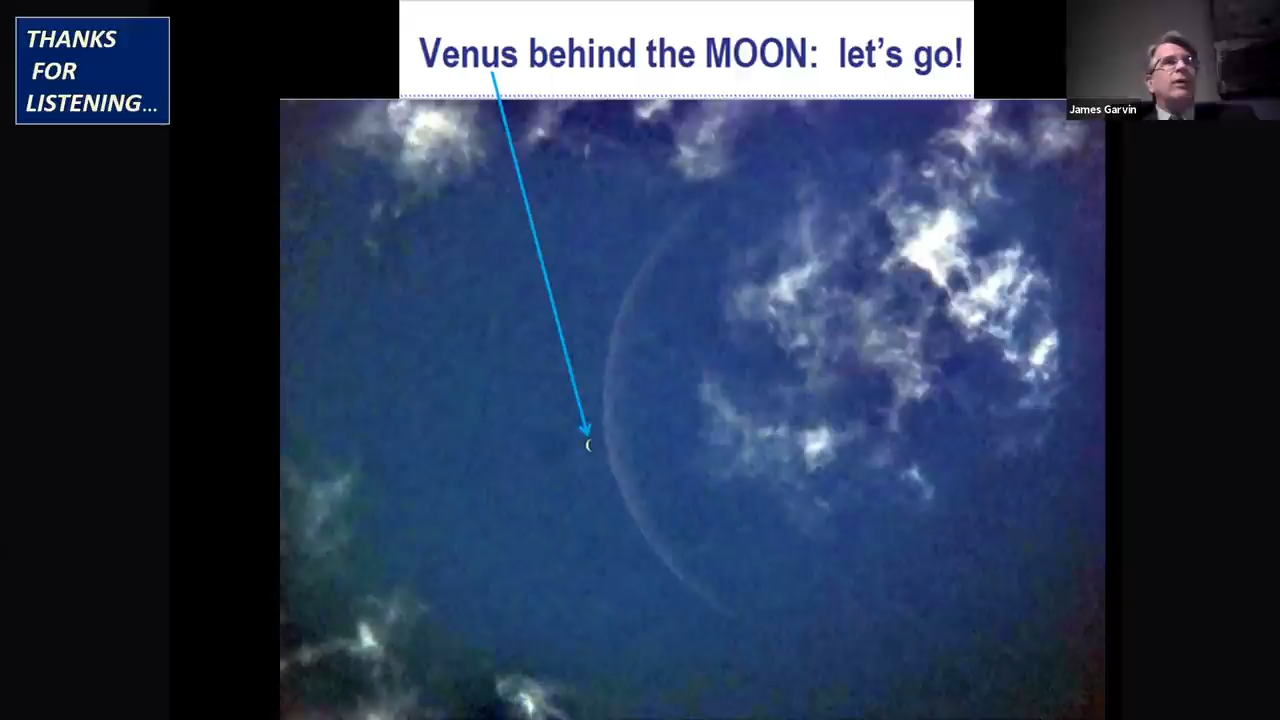 THANKS
FOR
LISTENING...
Venus behind the MOON: let's go!
James Garvin